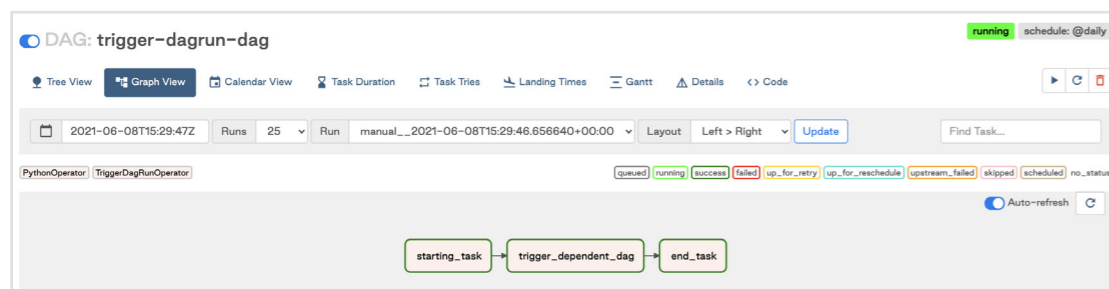 DAG: trigger-dagrun-dag running schedule: @daily
Tree View Graph View Calendar View Task Duration Task Tries Landing Times Gantt Details <> Code
2021-06-08T15:29:47Z Runs 25 Run manual__2021-06-08T15:29:46.656640+00:00 Layout Left > Right Update Find Task...
PythonOperator TriggerDagRunOperator queued running success failed up_for_retry up_for_reschedule upstream_failed skipped scheduled no_status
Auto-refresh
starting_task trigger_dependent_dag end_task